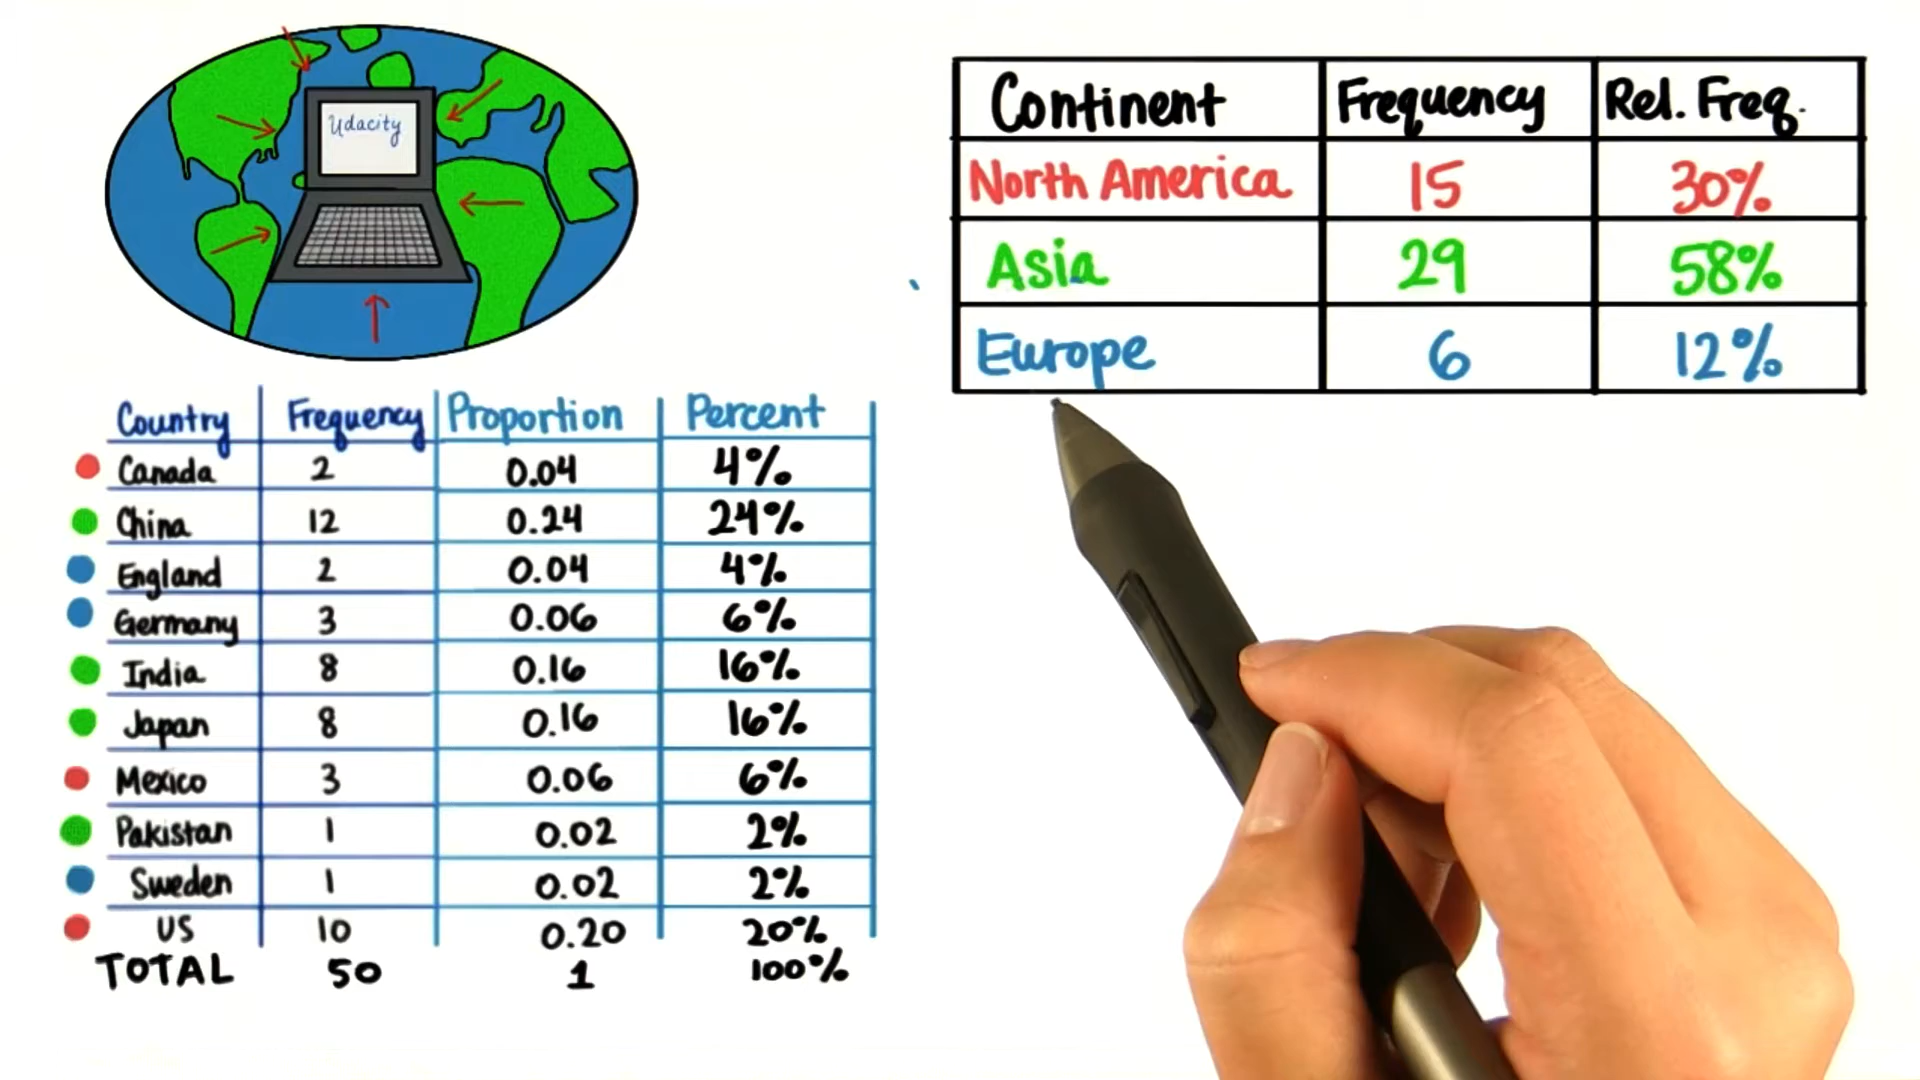 Udacity
Continent Frequency Rel. Freq.
North America 15 30%
Asia 29 58%
Europe 6 12%
Country Frequency Proportion Percent
Canada 2 0.04 4%
China 12 0.24 24%
England 2 0.04 4%
Germany 3 0.06 6%
India 8 0.16 16%
Japan 8 0.16 16%
Mexico 3 0.06 6%
Pakistan 1 0.02 2%
Sweden 1 0.02 2%
US 10 0.20 20%
TOTAL 50 1 100%